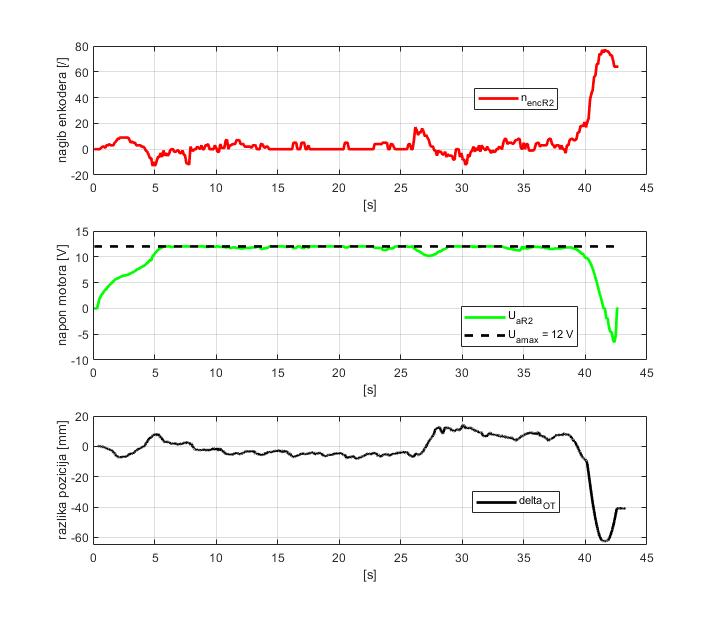 80
60
40
20
0
-20
nagib enkodera [/]
n_encR2
0 5 10 15 20 25 30 35 40 45
[s]
15
10
5
0
-5
-10
napon motora [V]
U_aR2
U_amax = 12 V
0 5 10 15 20 25 30 35 40 45
[s]
20
0
-20
-40
-60
razlika pozicija [mm]
delta_OT
0 5 10 15 20 25 30 35 40 45
[s]